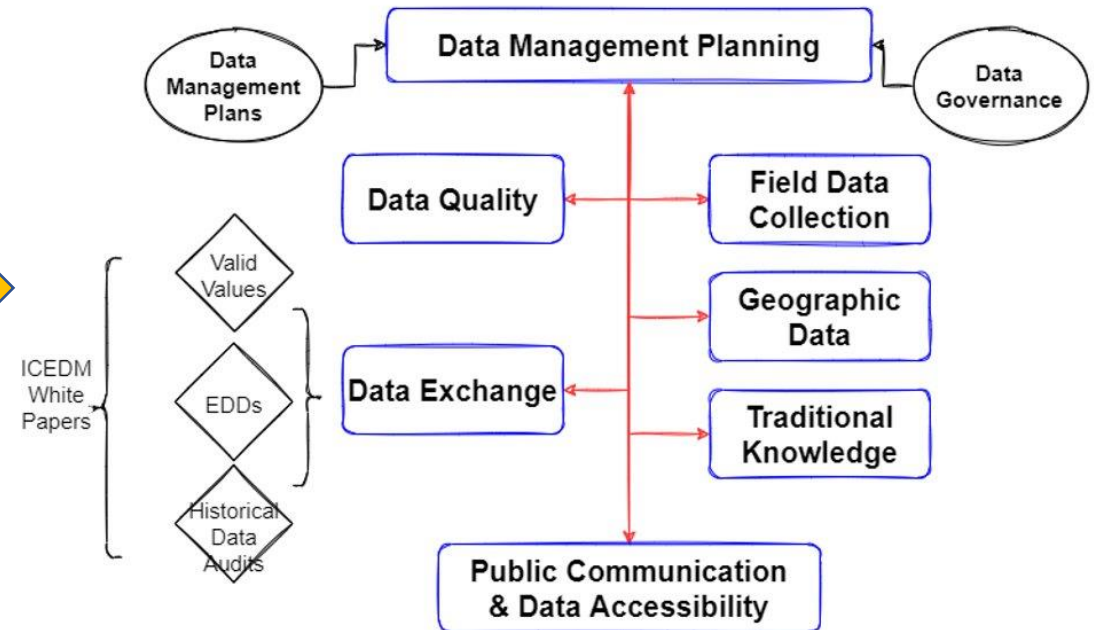 Data Management Planning
Data
Management
Plans
Data
Governance
Data Quality
Field Data
Collection
Valid
Values
Geographic
Data
ICEDM
White
Papers
EDDs
Data Exchange
Traditional
Knowledge
Historical
Data
Audits
Public Communication
& Data Accessibility